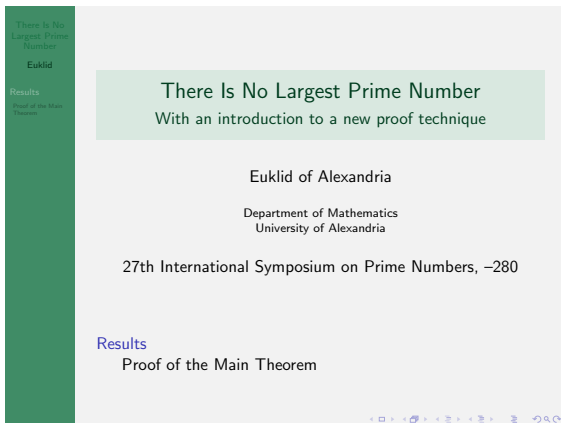 There Is No
Largest Prime
Number
Euklid
Results
Proof of the Main
Theorem
There Is No Largest Prime Number
With an introduction to a new proof technique
Euklid of Alexandria
Department of Mathematics
University of Alexandria
27th International Symposium on Prime Numbers, –280
Results
Proof of the Main Theorem